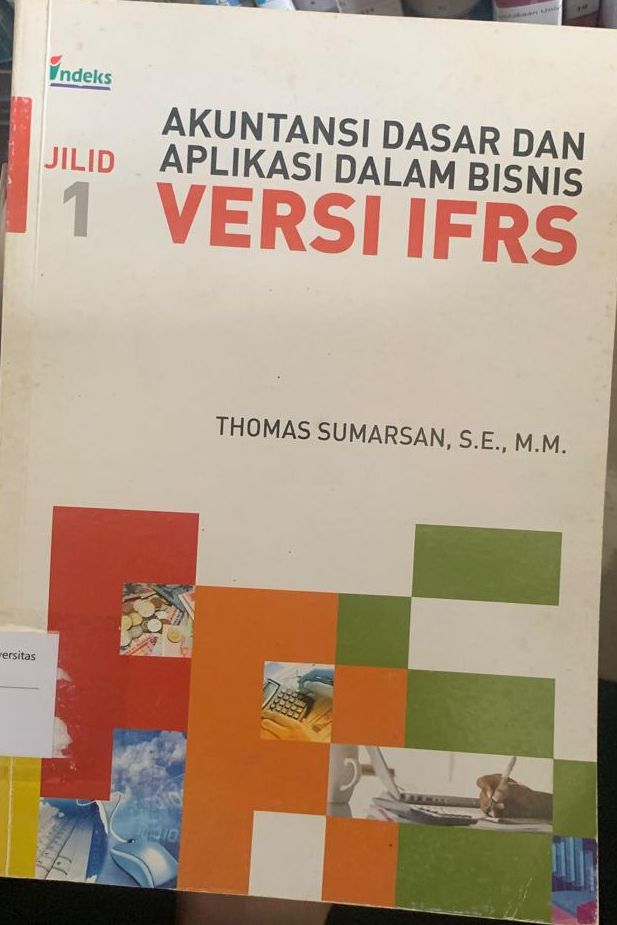 indeks
JILID
1
AKUNTANSI DASAR DAN
APLIKASI DALAM BISNIS
VERSI IFRS
THOMAS SUMARSAN, S.E., M.M.
versitas